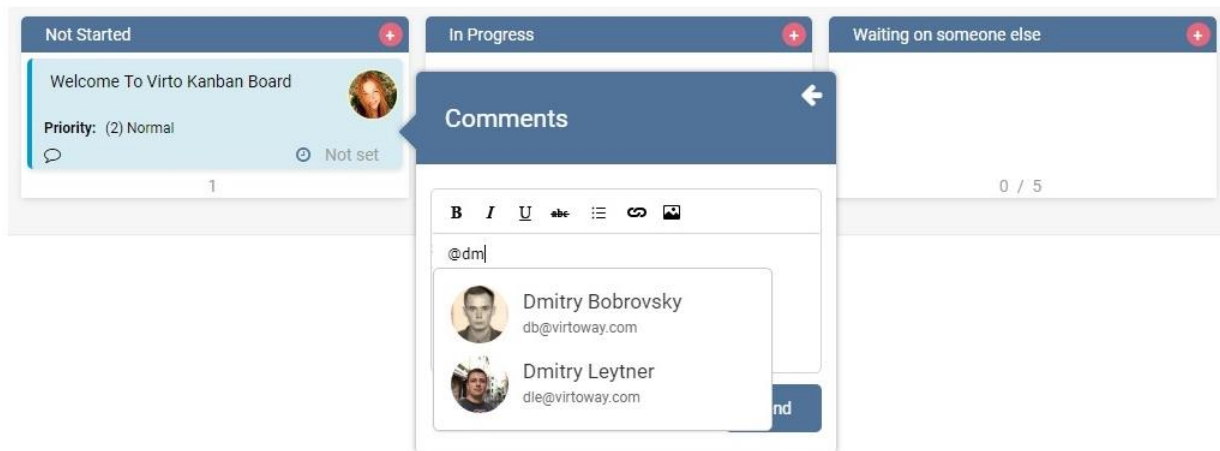 Not Started
In Progress
Waiting on someone else
Welcome To Virto Kanban Board
Priority: (2) Normal
Not set
1
0 / 5
Comments
B I U abc
@dm
Dmitry Bobrovsky
db@virtoway.com
Dmitry Leytner
dle@virtoway.com
nd